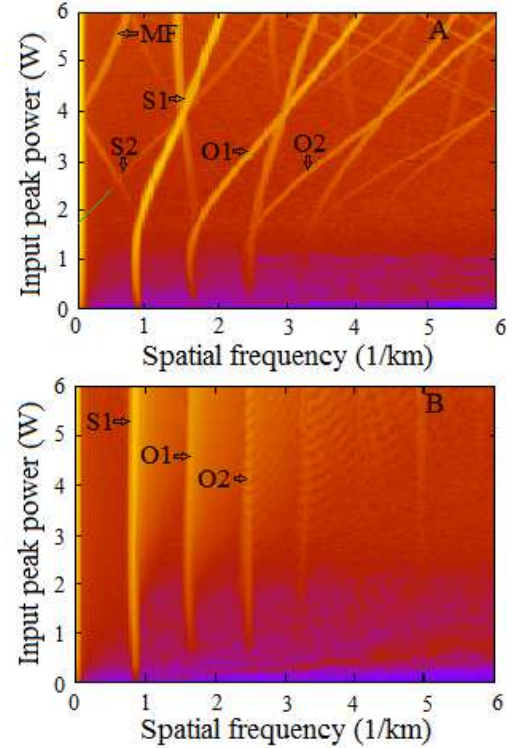 A
MF
S1
S2
O1
O2
Input peak power (W)
6
5
4
3
2
1
0
0 1 2 3 4 5 6
Spatial frequency (1/km)
B
S1
O1
O2
Input peak power (W)
6
5
4
3
2
1
0
0 1 2 3 4 5 6
Spatial frequency (1/km)